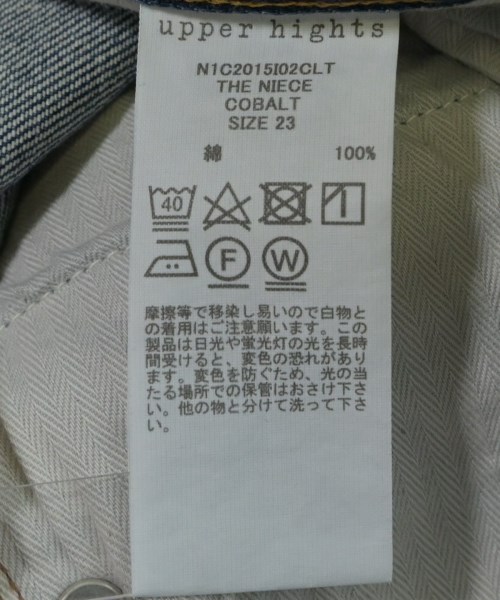 upper hights
N1C2015I02CLT
THE NIECE
COBALT
SIZE 23
綿 100%
40
F W
摩擦等で移染し易いので白物と
の着用はご注意願います。この
製品は日光や蛍光灯の光を長時
間受けると、変色の恐れがあり
ます。変色を防ぐため、光の当
たる場所での保管はおさけ下さ
い。他の物と分けて洗って下さ
い。